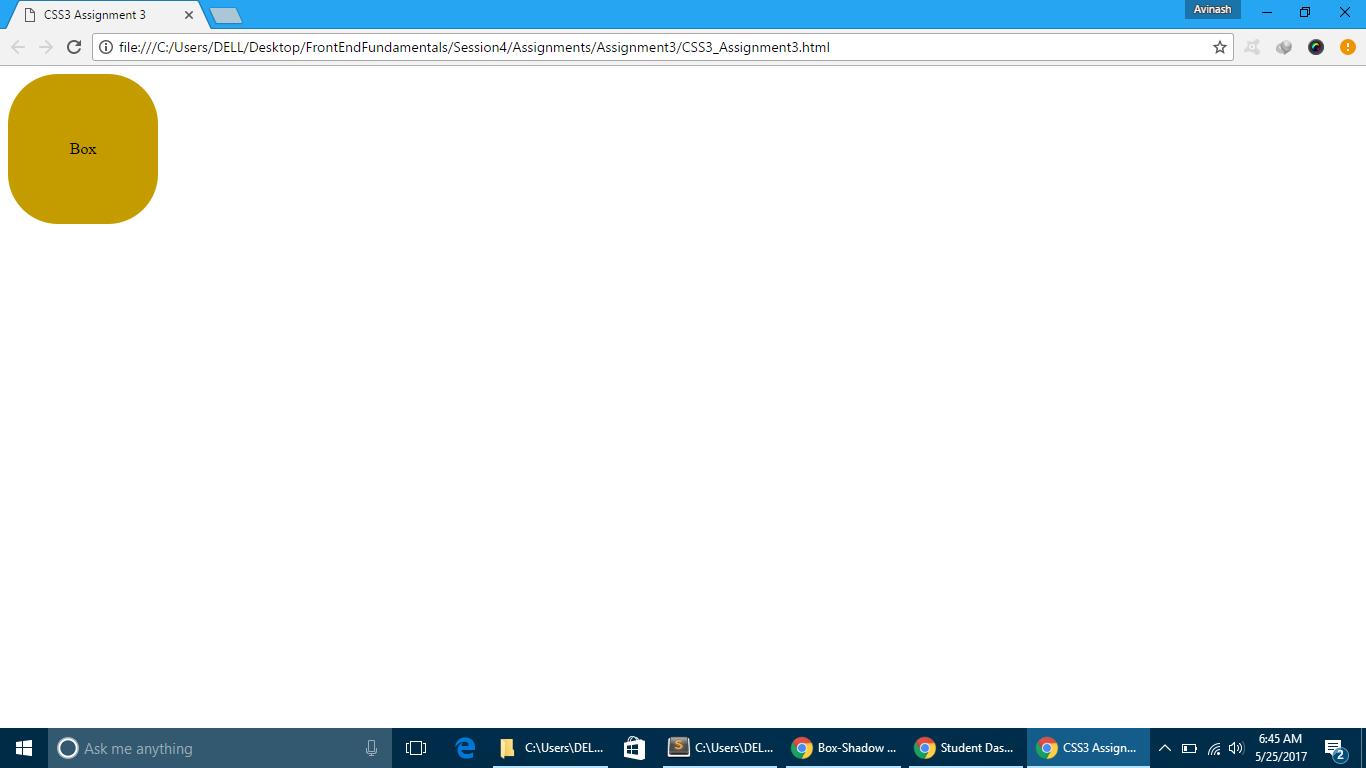 CSS3 Assignment 3
Avinash
file:///C:/Users/DELL/Desktop/FrontEndFundamentals/Session4/Assignments/Assignment3/CSS3_Assignment3.html
Box
Ask me anything
C:\Users\DEL...
S
C:\Users\DEL...
Box-Shadow ...
Student Das...
CSS3 Assign...
6:45 AM
5/25/2017
2